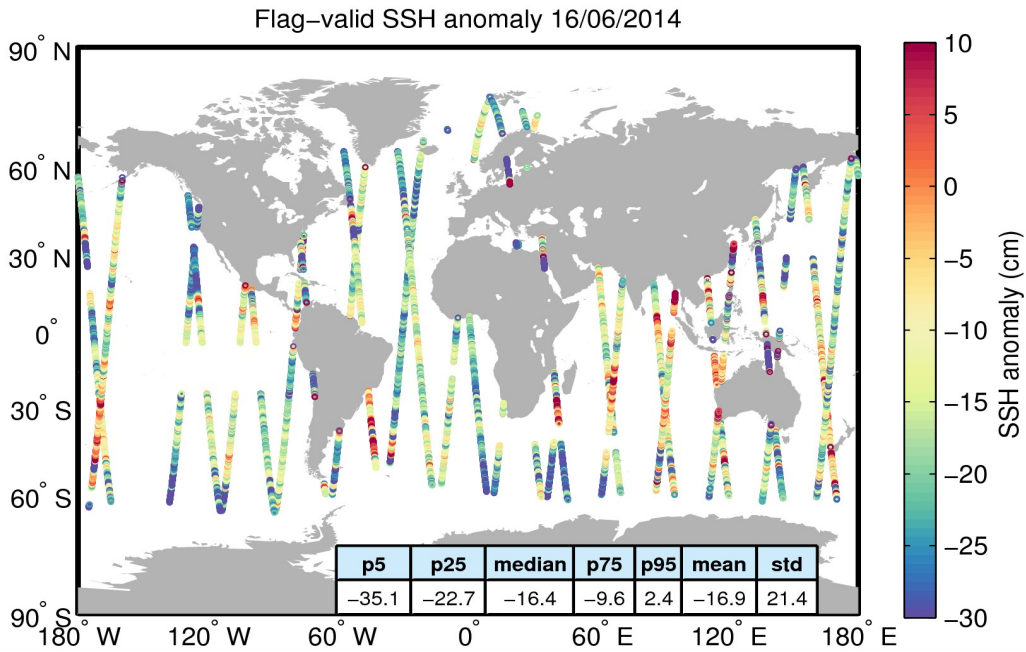 Flag−valid SSH anomaly 16/06/2014
90° N
60° N
30° N
0°
30° S
60° S
90° S
180° W
120° W
60° W
0°
60° E
120° E
180° E
p5 p25 median p75 p95 mean std
−35.1 −22.7 −16.4 −9.6 2.4 −16.9 21.4
10
5
0
−5
−10
−15
−20
−25
−30
SSH anomaly (cm)